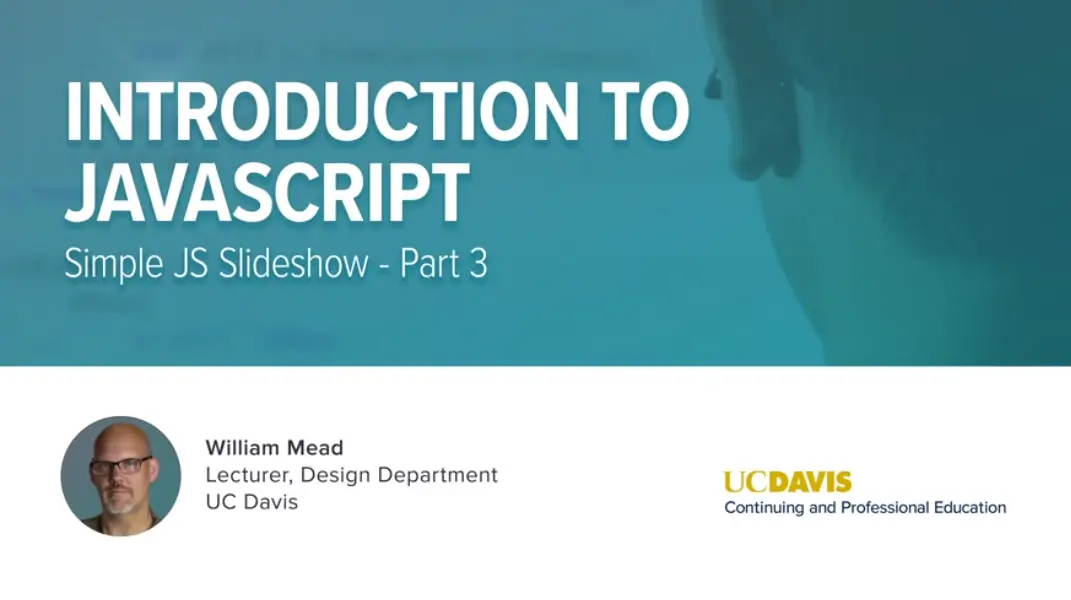 INTRODUCTION TO
JAVASCRIPT
Simple JS Slideshow - Part 3
William Mead
Lecturer, Design Department
UC Davis
UCDAVIS
Continuing and Professional Education